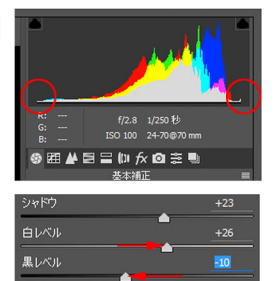 R: ---
G: ---
B: ---
f/2.8 1/250 秒
ISO 100 24-70@70 mm
fx
基本補正
シャドウ +23
白レベル +26
黒レベル -10